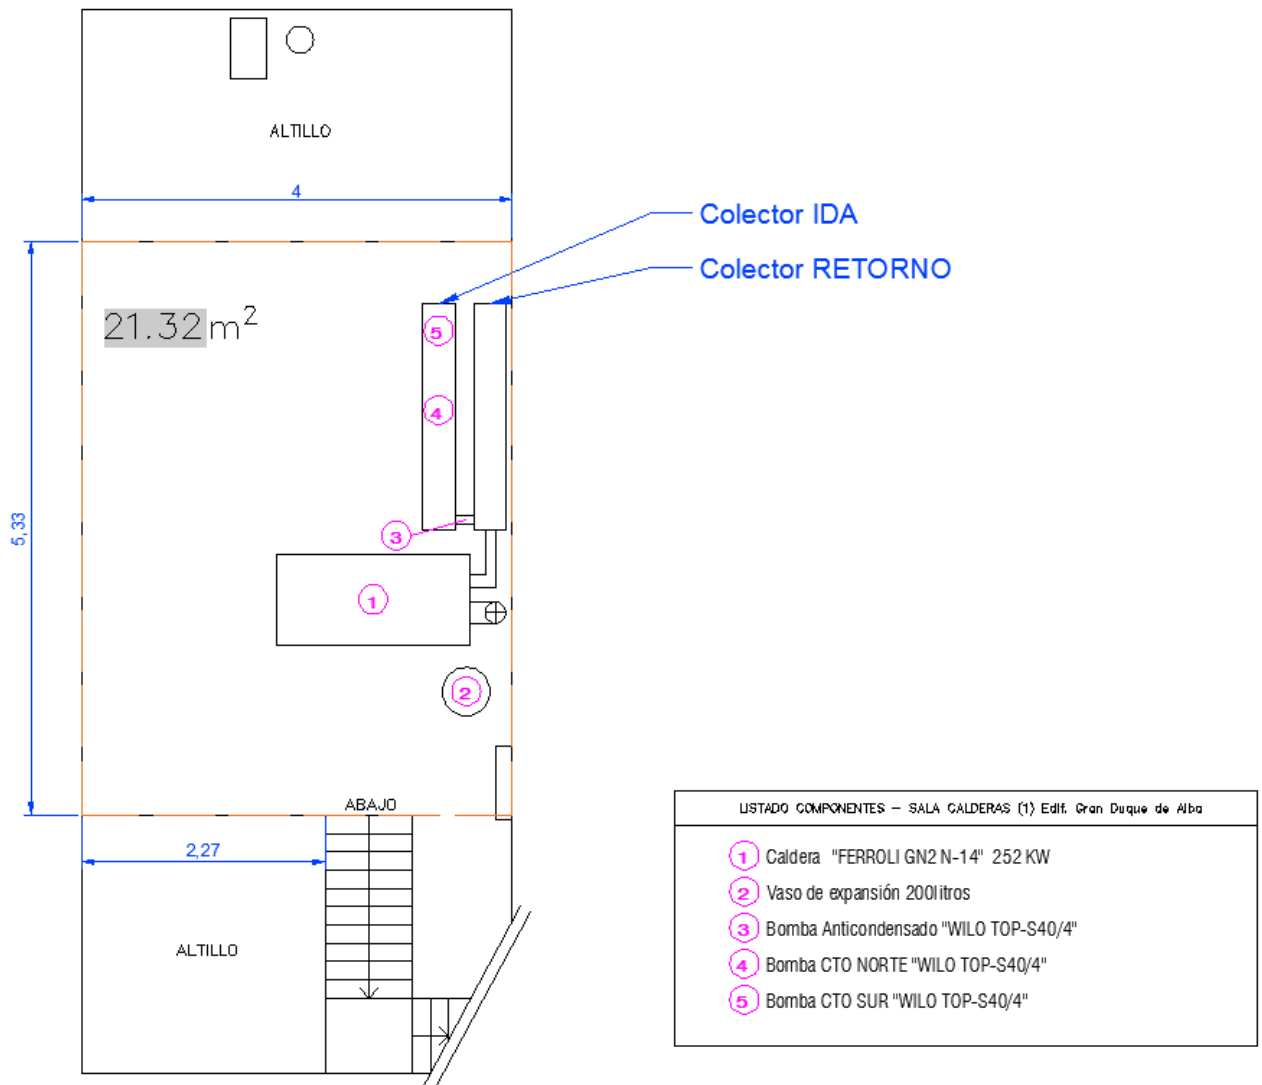 ALTILLO
4
Colector IDA
Colector RETORNO
21.32 m²
5
4
5,33
3
1
2
ABAJO
2,27
ALTILLO
LISTADO COMPONENTES – SALA CALDERAS (1) Edif. Gran Duque de Alba
1 Caldera "FERROLI GN2 N-14" 252 KW
2 Vaso de expansión 200litros
3 Bomba Anticondensado "WILO TOP-S40/4"
4 Bomba CTO NORTE "WILO TOP-S40/4"
5 Bomba CTO SUR "WILO TOP-S40/4"